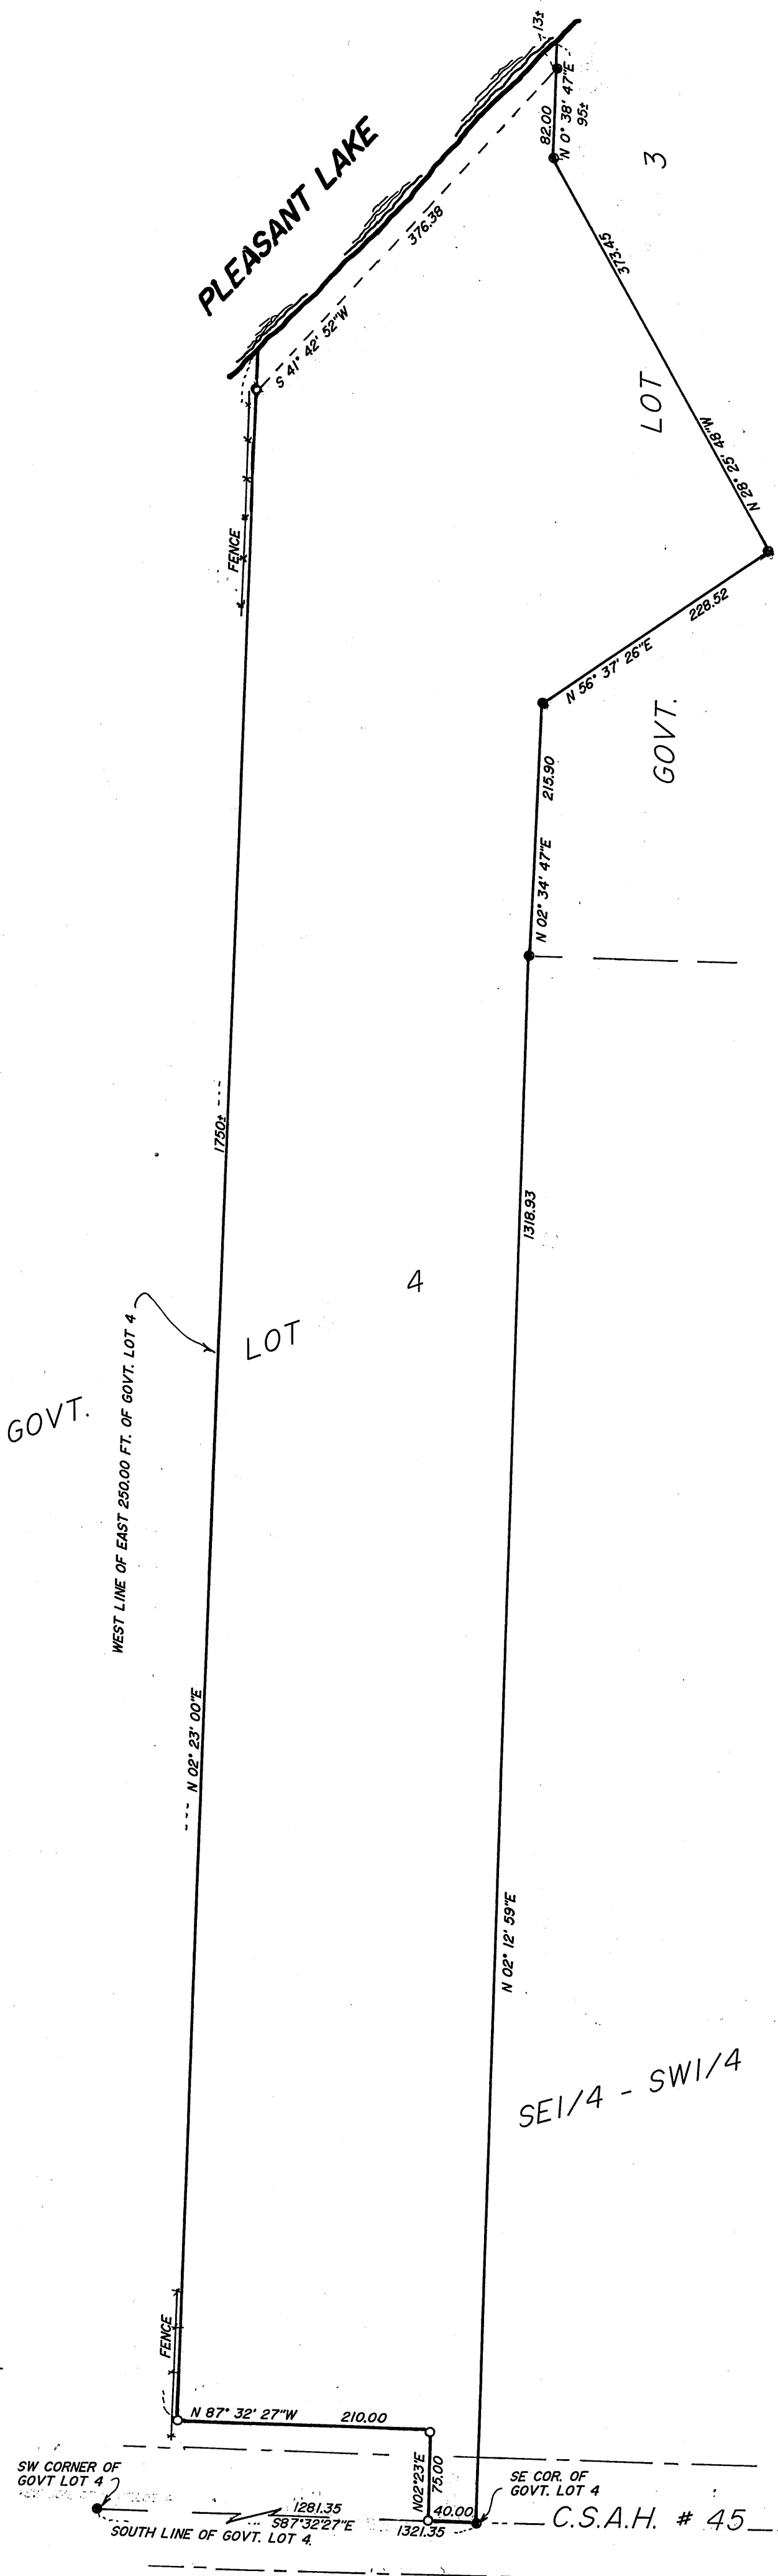 13±
PLEASANT LAKE
82.00
N 0° 38' 47"E
95±
3
376.38
S 41° 42' 52"W
373.45
N 28° 25' 48"W
LOT
FENCE
228.52
N 56° 37' 26"E
GOVT.
215.90
N 02° 34' 47"E
1750±
1318.93
4
LOT
GOVT.
WEST LINE OF EAST 250.00 FT. OF GOVT. LOT 4
N 02° 23' 00"E
N 02° 12' 59"E
SE1/4 - SW1/4
FENCE
N 87° 32' 27"W 210.00
N02°23'E
75.00
SW CORNER OF
GOVT LOT 4
SE COR. OF
GOVT. LOT 4
1281.35
S87°32'27"E
40.00
1321.35
SOUTH LINE OF GOVT. LOT 4.
C.S.A.H. # 45